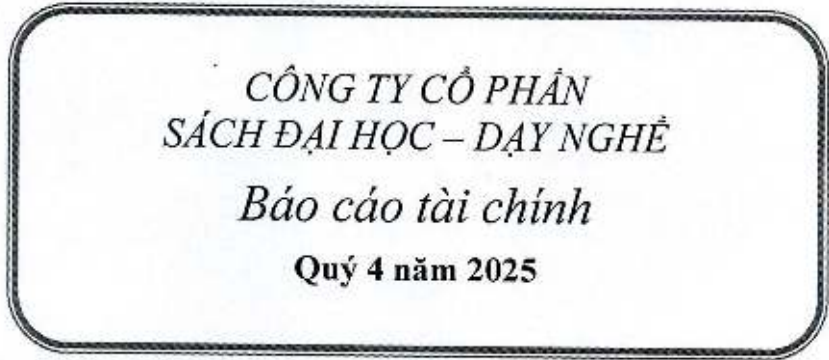 CÔNG TY CỔ PHẦN
SÁCH ĐẠI HỌC – DẠY NGHỀ
Báo cáo tài chính
Quý 4 năm 2025